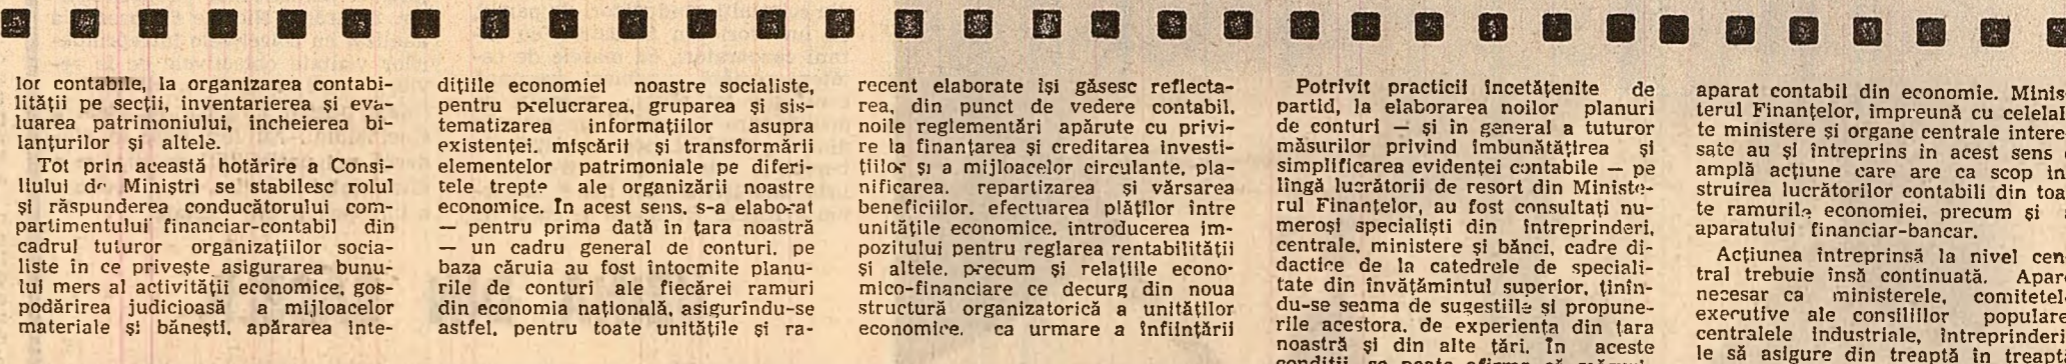 lor contabile, la organizarea contabi-
lității pe secții, inventarierea și eva-
luarea patrimoniului, încheierea bi-
lanțurilor și altele.
Tot prin această hotărîre a Consi-
liului de Miniștri se stabilesc rolul
și răspunderea conducătorului com-
partimentului financiar-contabil din
cadrul tuturor organizațiilor socia-
liste în ce privește asigurarea bunu-
lui mers al activității economice, gos-
podărirea judicioasă a mijloacelor
materiale și bănești, apărarea inte-
dițiile economiei noastre socialiste,
pentru prelucrarea, gruparea și sis-
tematizarea informațiilor asupra
existenței, mișcării și transformării
elementelor patrimoniale pe diferi-
tele trepte ale organizării noastre
economice. În acest sens, s-a elaborat
— pentru prima dată în țara noastră
— un cadru general de conturi, pe
baza căruia au fost întocmite planu-
rile de conturi ale fiecărei ramuri
din economia națională, asigurîndu-se
astfel, pentru toate unitățile și ra-
recent elaborate își găsesc reflecta-
rea, din punct de vedere contabil,
noile reglementări apărute cu privi-
re la finanțarea și creditarea investi-
țiilor și a mijloacelor circulante, pla-
nificarea, repartizarea și vărsarea
beneficiilor, efectuarea plăților între
unitățile economice, introducerea im-
pozitului pentru reglarea rentabilității
și altele, precum și relațiile econo-
mico-financiare ce decurg din noua
structură organizatorică a unităților
economice, ca urmare a înființării
Potrivit practicii încetățenite de
partid, la elaborarea noilor planuri
de conturi — și în general a tuturor
măsurilor privind îmbunătățirea și
simplificarea evidenței contabile — pe
lîngă lucrătorii de resort din Ministe-
rul Finanțelor, au fost consultați nu-
meroși specialiști din întreprinderi,
centrale, ministere și bănci, cadre di-
dactice de la catedrele de speciali-
tate din învățămîntul superior, ținîn-
du-se seama de sugestiile și propune-
rile acestora, de experiența din țara
noastră și din alte țări. În aceste
condiții, se poate afirma că
aparat contabil din economie. Minis-
terul Finanțelor, împreună cu celelal-
te ministere și organe centrale intere-
sate au și întreprins în acest sens
amplă acțiune care are ca scop in-
struirea lucrătorilor contabili din toa-
te ramurile economiei, precum și
aparatului financiar-bancar.
Acțiunea întreprinsă la nivel cen-
tral trebuie însă continuată. Apare
necesar ca ministerele, comitetele
executive ale consiliilor populare,
centralele industriale, întreprinderi-
le să asigure din treaptă în treaptă